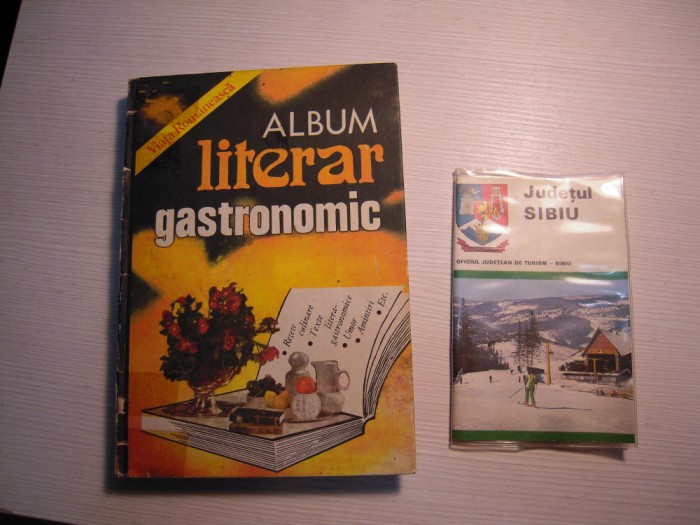 Viața Românească
ALBUM
literar
gastronomic
• Rețete
culinare
• Texte
litera-
gastronomice
• Umor
• Amintiri
• Etc.
Județul
SIBIU
OFICIUL JUDEȚEAN DE TURISM – SIBIU